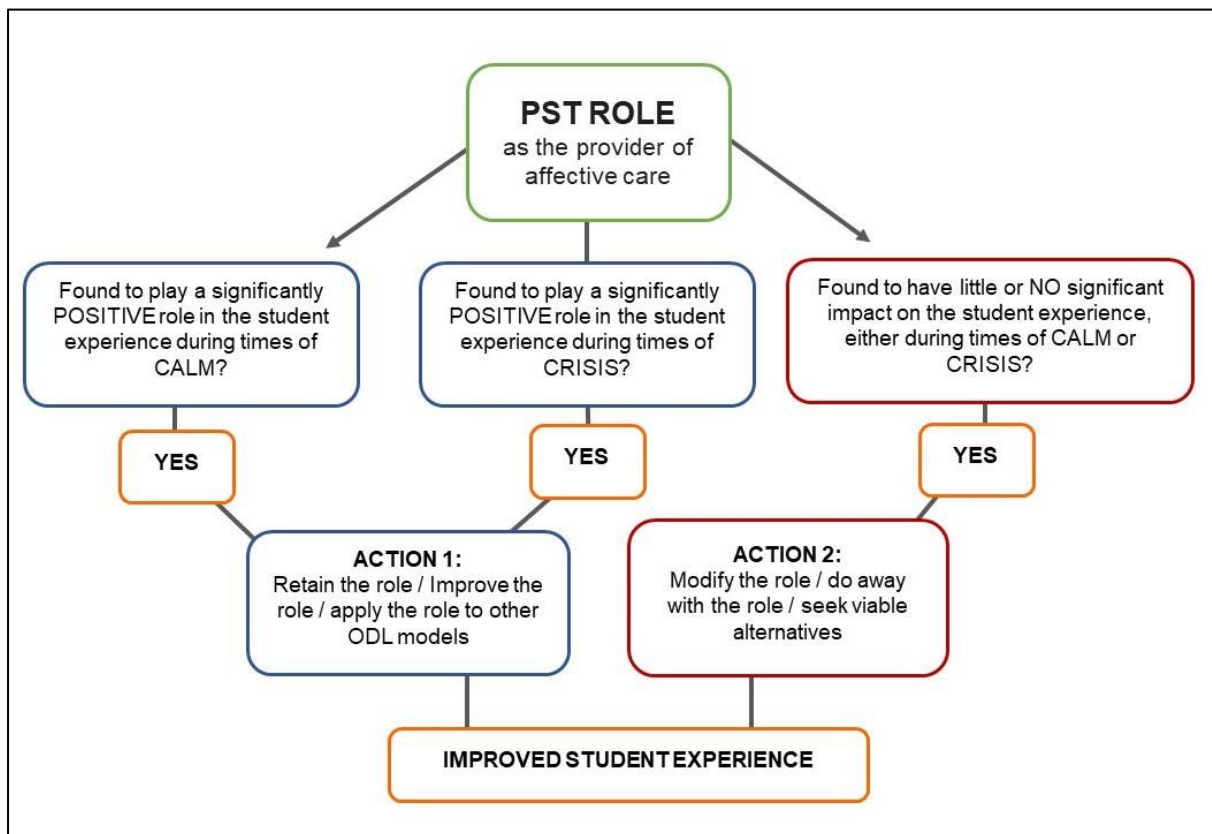 PST ROLE
as the provider of
affective care
Found to play a significantly
POSITIVE role in the student
experience during times of
CALM?
Found to play a significantly
POSITIVE role in the student
experience during times of
CRISIS?
Found to have little or NO significant
impact on the student experience,
either during times of CALM or
CRISIS?
YES
YES
YES
ACTION 1:
Retain the role / Improve the
role / apply the role to other
ODL models
ACTION 2:
Modify the role / do away
with the role / seek viable
alternatives
IMPROVED STUDENT EXPERIENCE